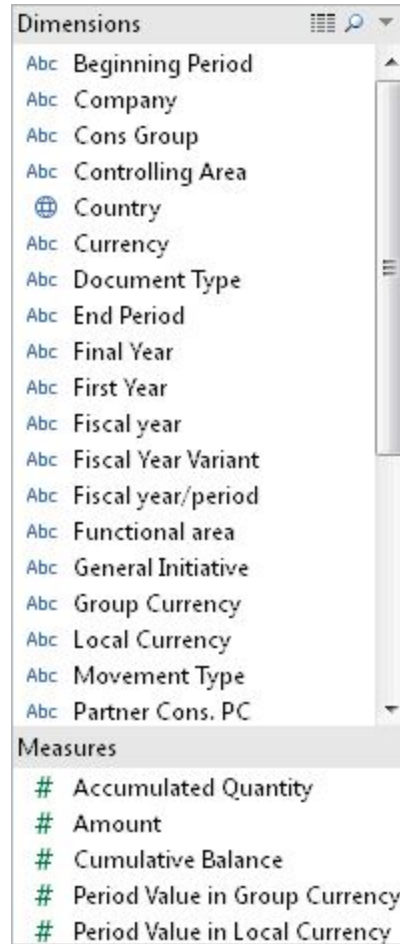 Dimensions
Abc Beginning Period
Abc Company
Abc Cons Group
Abc Controlling Area
Country
Abc Currency
Abc Document Type
Abc End Period
Abc Final Year
Abc First Year
Abc Fiscal year
Abc Fiscal Year Variant
Abc Fiscal year/period
Abc Functional area
Abc General Initiative
Abc Group Currency
Abc Local Currency
Abc Movement Type
Abc Partner Cons. PC
Measures
# Accumulated Quantity
# Amount
# Cumulative Balance
# Period Value in Group Currency
# Period Value in Local Currency